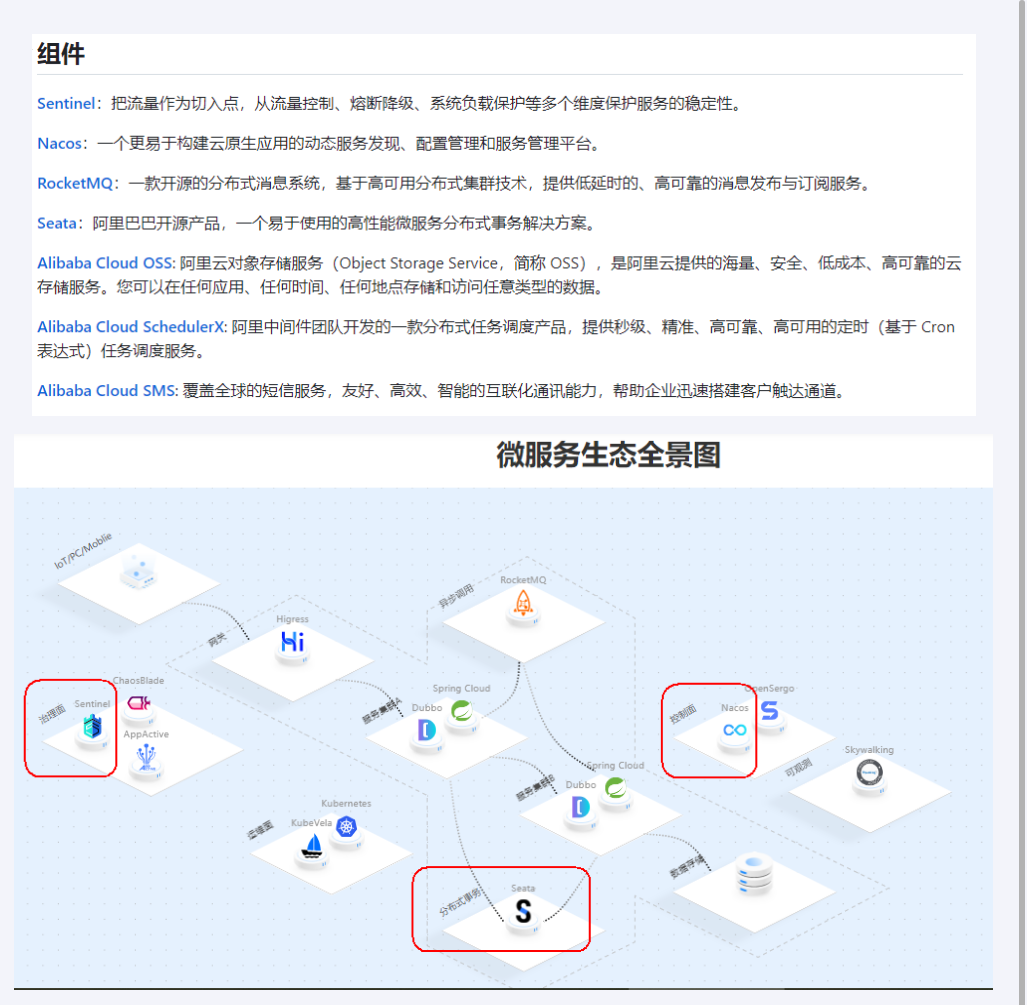 组件
Sentinel：把流量作为切入点，从流量控制、熔断降级、系统负载保护等多个维度保护服务的稳定性。
Nacos：一个更易于构建云原生应用的动态服务发现、配置管理和服务管理平台。
RocketMQ：一款开源的分布式消息系统，基于高可用分布式集群技术，提供低延时的、高可靠的消息发布与订阅服务。
Seata：阿里巴巴开源产品，一个易于使用的高性能微服务分布式事务解决方案。
Alibaba Cloud OSS: 阿里云对象存储服务（Object Storage Service，简称 OSS），是阿里云提供的海量、安全、低成本、高可靠的云
存储服务。您可以在任何应用、任何时间、任何地点存储和访问任意类型的数据。
Alibaba Cloud SchedulerX: 阿里中间件团队开发的一款分布式任务调度产品，提供秒级、精准、高可靠、高可用的定时（基于 Cron
表达式）任务调度服务。
Alibaba Cloud SMS: 覆盖全球的短信服务，友好、高效、智能的互联化通讯能力，帮助企业迅速搭建客户触达通道。
微服务生态全景图
IoT/PC/Moblie
RocketMQ
异步调用
Higress
Hi
网关
ChaosBlade
Sentinel
治理面
AppActive
Spring Cloud
Dubbo
服务集群A
OpenSergo
Nacos
控制面
Skywalking
可观测
Spring Cloud
Dubbo
服务集群B
Kubernetes
KubeVela
运维面
数据存储
Seata
分布式事务